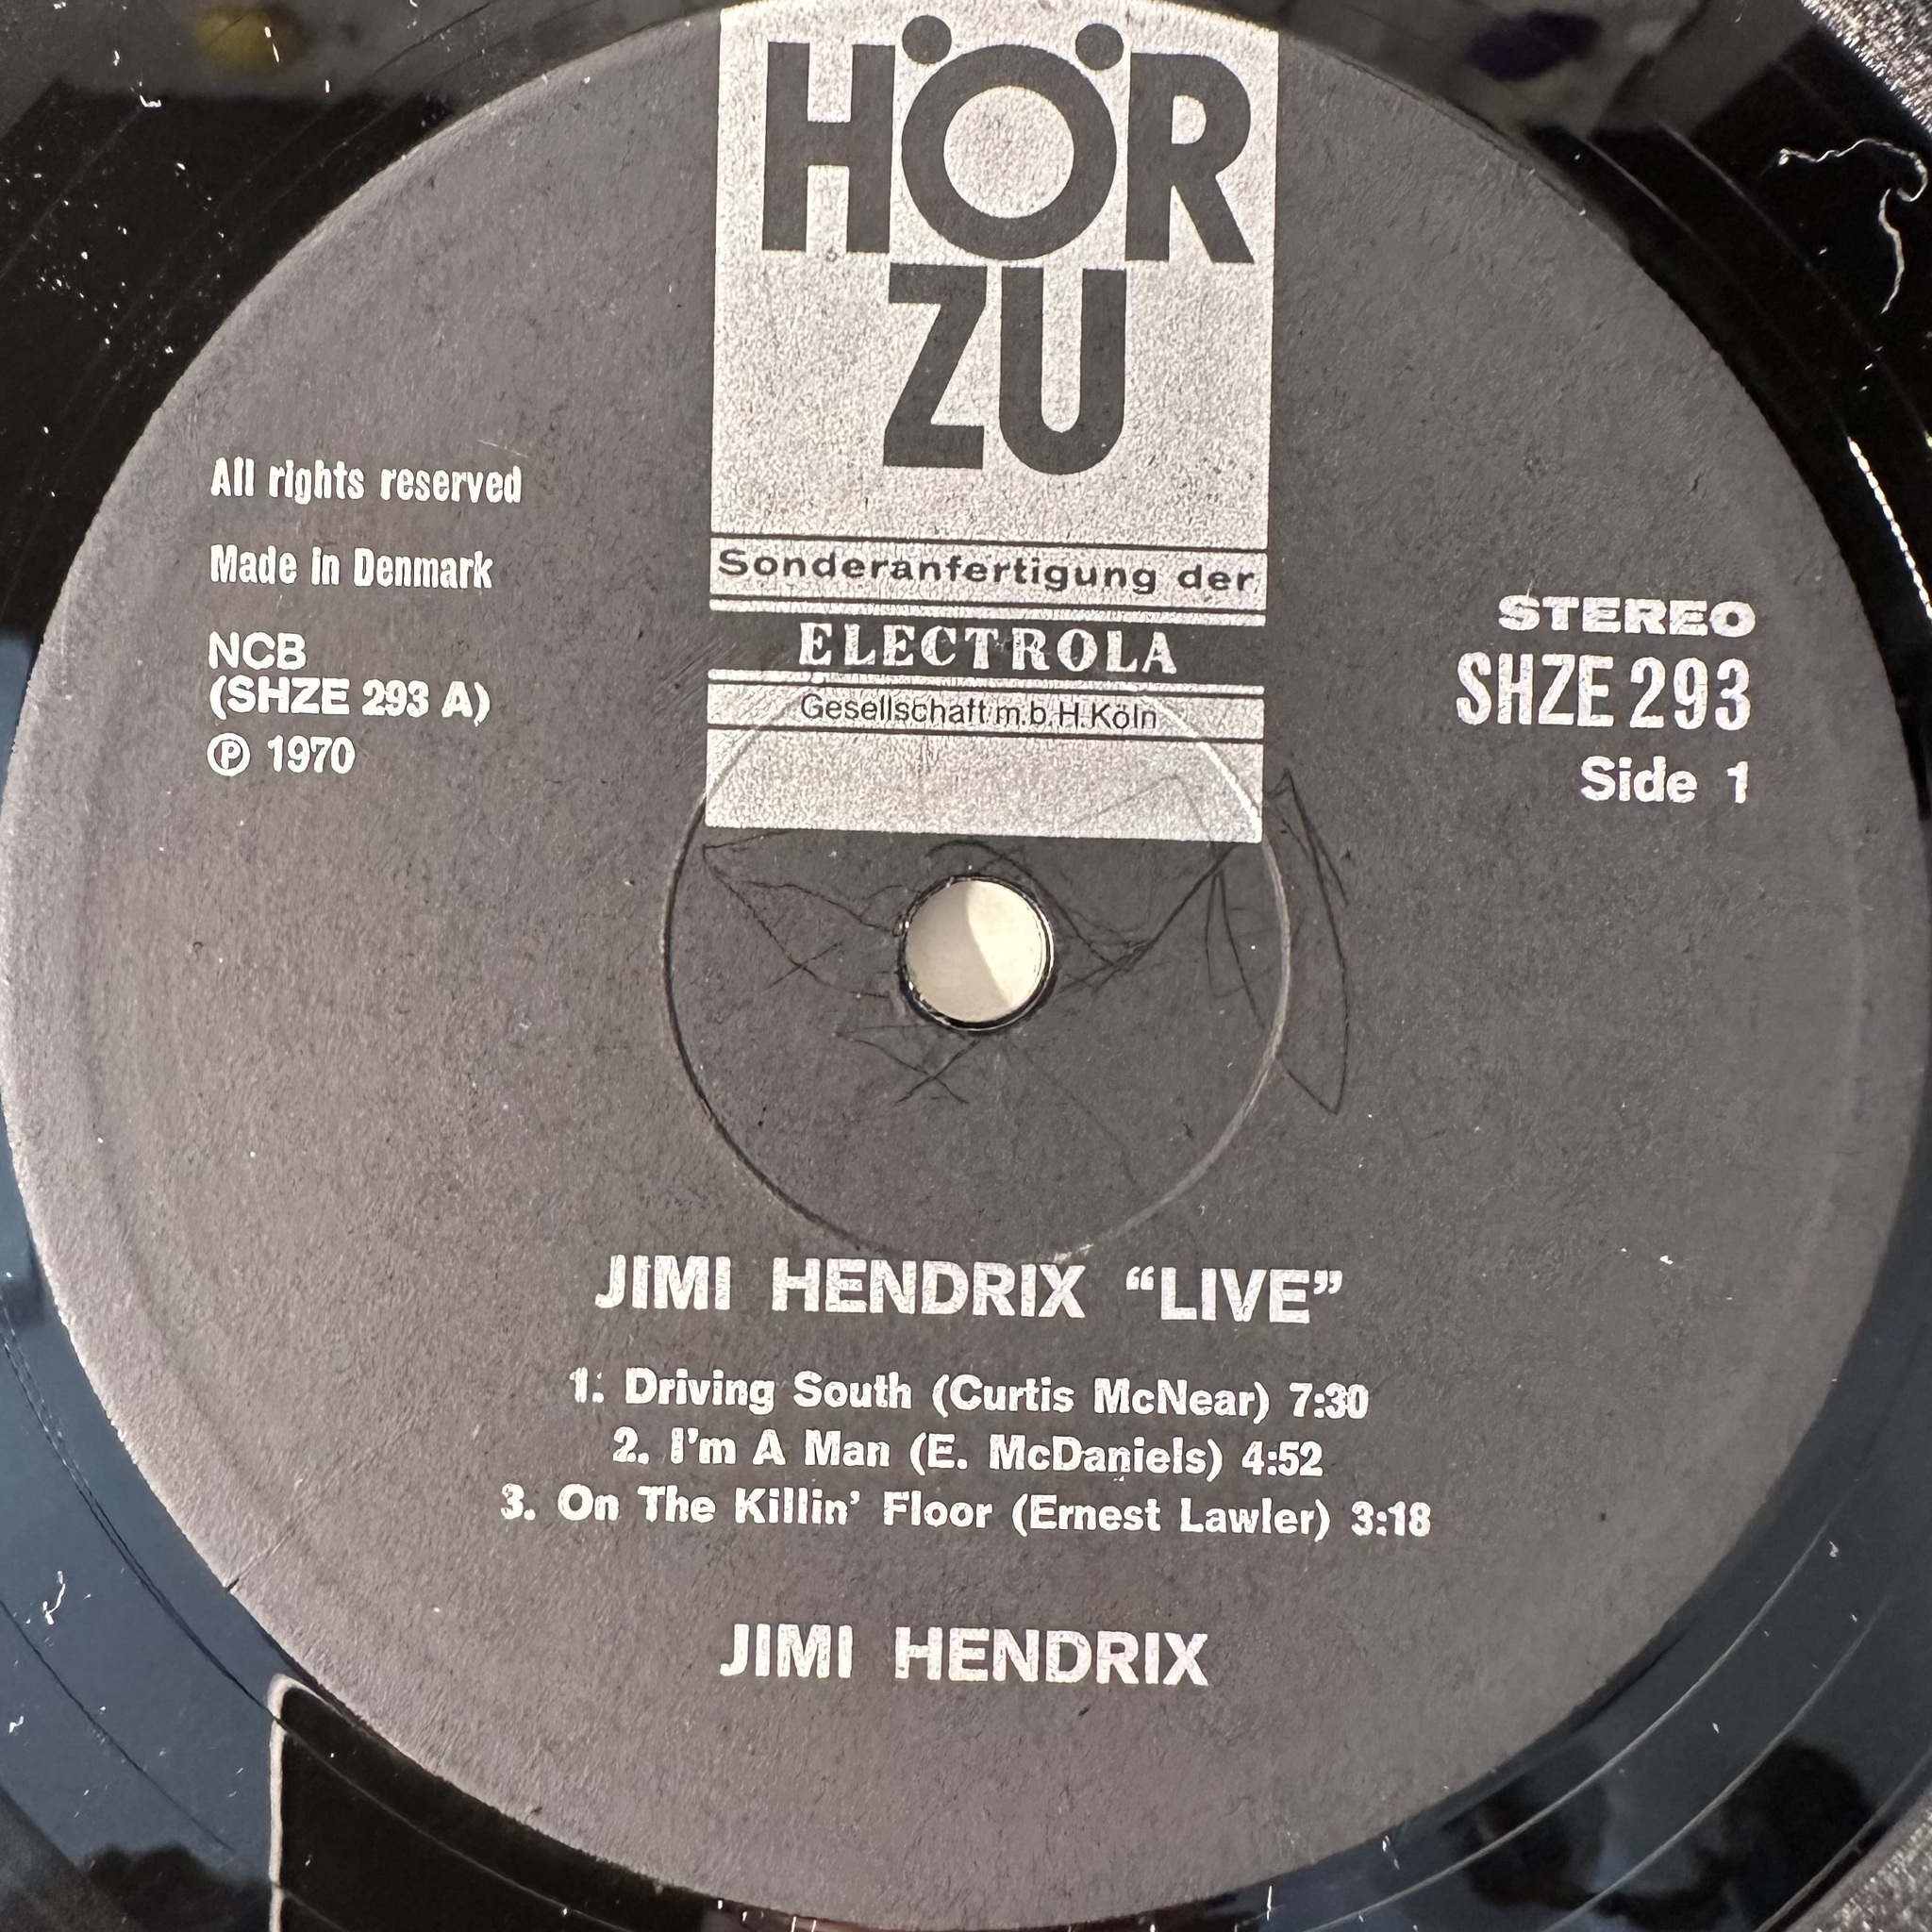 HÖR
ZU
Sonderanfertigung der
ELECTROLA
Gesellschaft m.b.H. Köln
All rights reserved
Made in Denmark
NCB
(SHZE 293 A)
℗ 1970
STEREO
SHZE 293
Side 1
JIMI HENDRIX “LIVE”
1. Driving South (Curtis McNear) 7:30
2. I'm A Man (E. McDaniels) 4:52
3. On The Killin’ Floor (Ernest Lawler) 3:18
JIMI HENDRIX